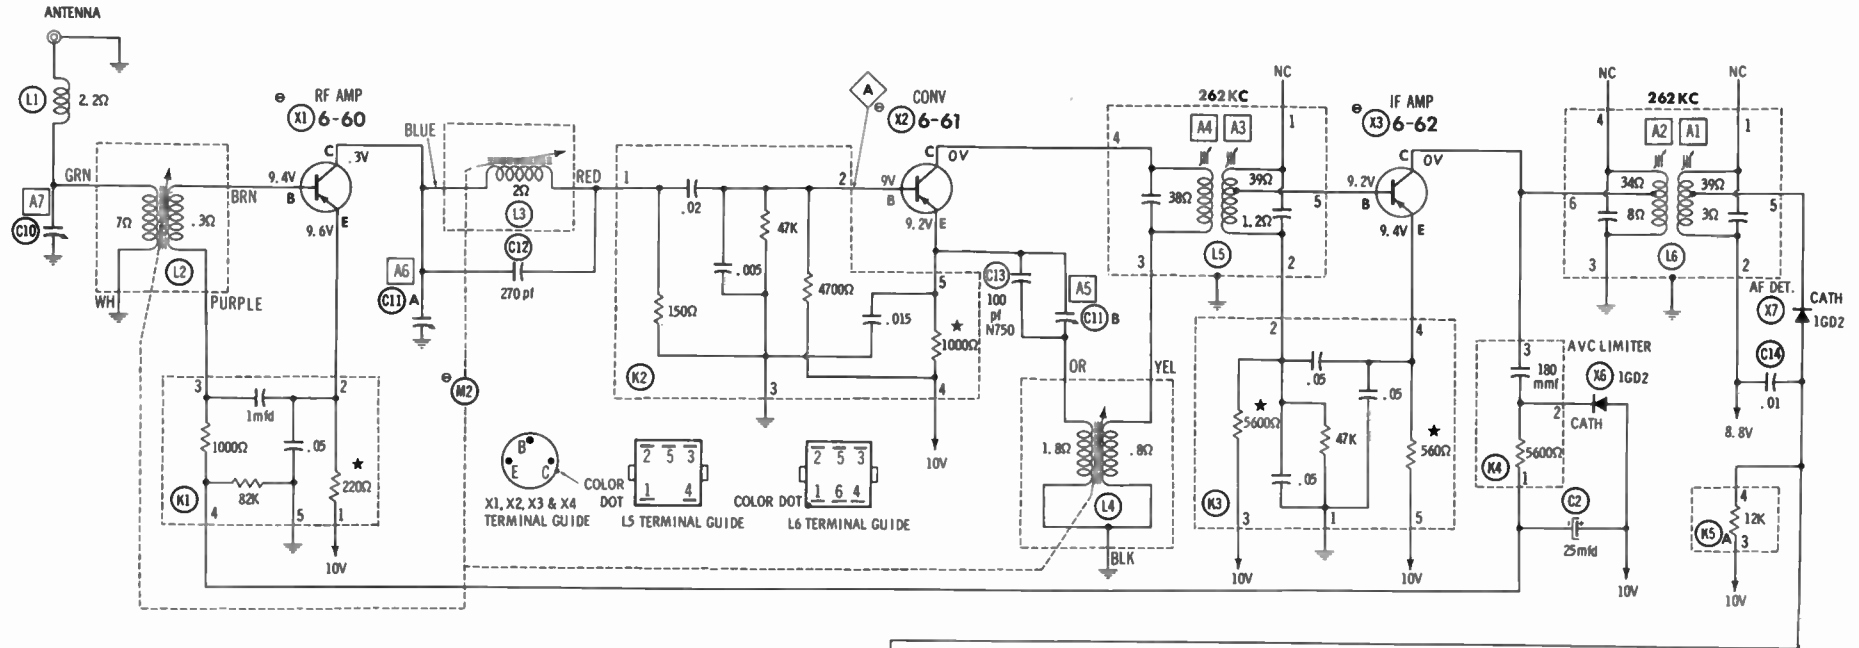 ANTENNA
L1
2.2Ω
GRN
A7
C10
7Ω
.3Ω
L2
WH
PURPLE
BRN
⊖
RF AMP
X1 6-60
C
.3V
9.4V
B
9.6V
E
BLUE
2Ω
L3
RED
C12
270 pf
A6
C11 A
3
2
1mfd
1000Ω
.05
★
82K
220Ω
K1
4
5
1
10V
⊖
M2
1
2
.02
47K
.005
4700Ω
150Ω
.015
K2
3
5
★
1000Ω
4
10V
A
⊖
CONV
X2 6-61
C
0V
9V
B
9.2V
E
C13
100
pf
N750
A5
C11 B
OR
YEL
1.8Ω
.8Ω
L4
BLK
B
E
C
COLOR
DOT
X1, X2, X3 & X4
TERMINAL GUIDE
2 5 3
1 4
L5 TERMINAL GUIDE
2 5 3
1 6 4
COLOR DOT
L6 TERMINAL GUIDE
NC
262KC
4
A4
A3
1
38Ω
39Ω
1.2Ω
5
L5
3
2
⊖
IF AMP
X3 6-62
C
0V
9.2V
B
9.4V
E
2
4
.05
★
5600Ω
.05
47K
★
560Ω
.05
K3
3
1
5
10V
10V
NC
NC
262KC
4
A2
A1
1
34Ω
39Ω
6
8Ω
3Ω
5
L6
3
2
AF DET.
X7
CATH
1GD2
C14
.01
8.8V
3
AVC LIMITER
180
mmf
X6 1GD2
2
CATH
5600Ω
K4
1
C2
25mfd
10V
4
12K
K5 A
3
10V